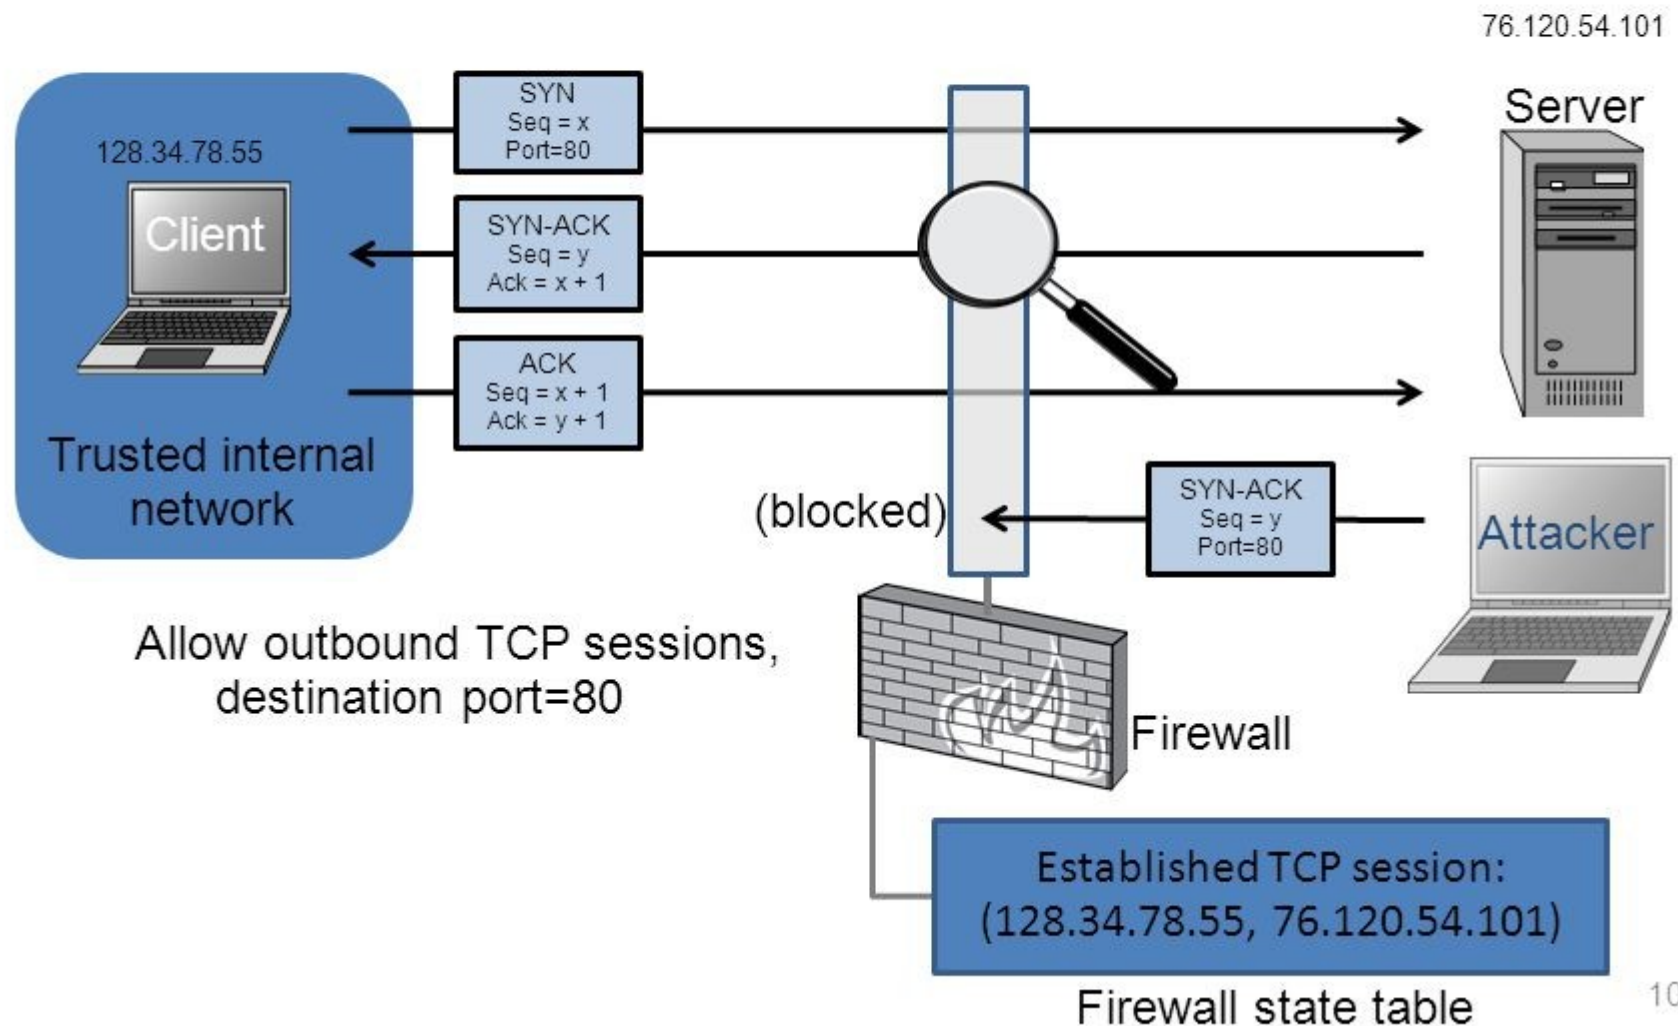 76.120.54.101
Server
SYN
Seq = x
Port=80
128.34.78.55
Client
SYN-ACK
Seq = y
Ack = x + 1
ACK
Seq = x + 1
Ack = y + 1
Trusted internal
network
(blocked)
SYN-ACK
Seq = y
Port=80
Attacker
Allow outbound TCP sessions,
destination port=80
Firewall
Established TCP session:
(128.34.78.55, 76.120.54.101)
Firewall state table
10